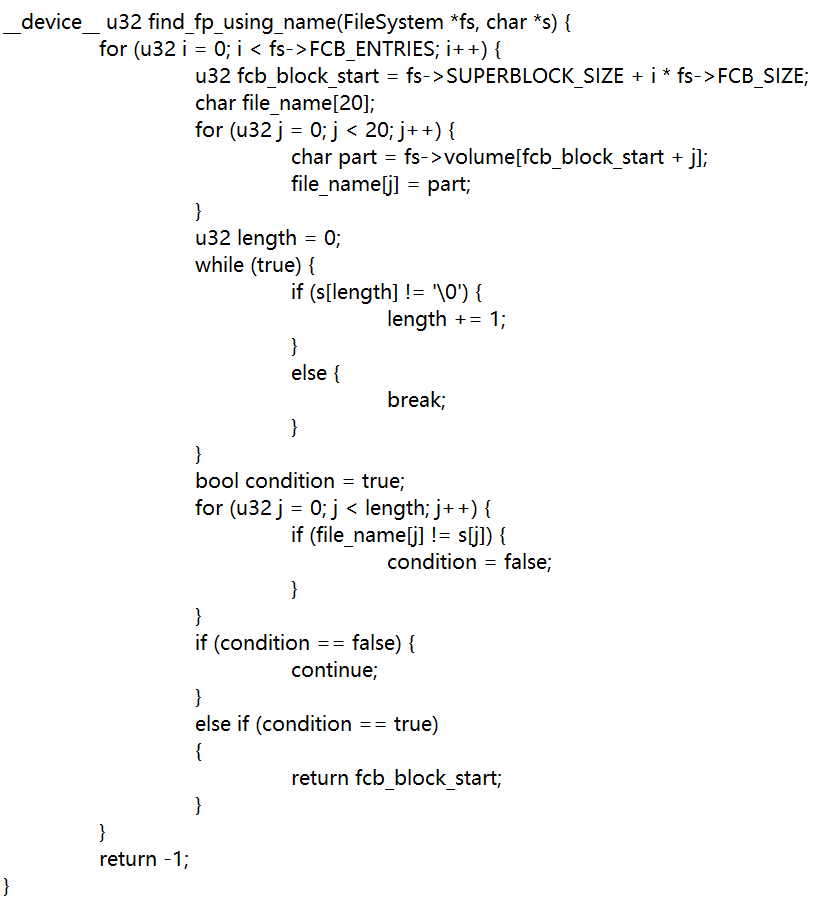 __device__ u32 find_fp_using_name(FileSystem *fs, char *s) {
for (u32 i = 0; i < fs->FCB_ENTRIES; i++) {
u32 fcb_block_start = fs->SUPERBLOCK_SIZE + i * fs->FCB_SIZE;
char file_name[20];
for (u32 j = 0; j < 20; j++) {
char part = fs->volume[fcb_block_start + j];
file_name[j] = part;
}
u32 length = 0;
while (true) {
if (s[length] != '\0') {
length += 1;
}
else {
break;
}
}
bool condition = true;
for (u32 j = 0; j < length; j++) {
if (file_name[j] != s[j]) {
condition = false;
}
}
if (condition == false) {
continue;
}
else if (condition == true)
{
return fcb_block_start;
}
}
return -1;
}